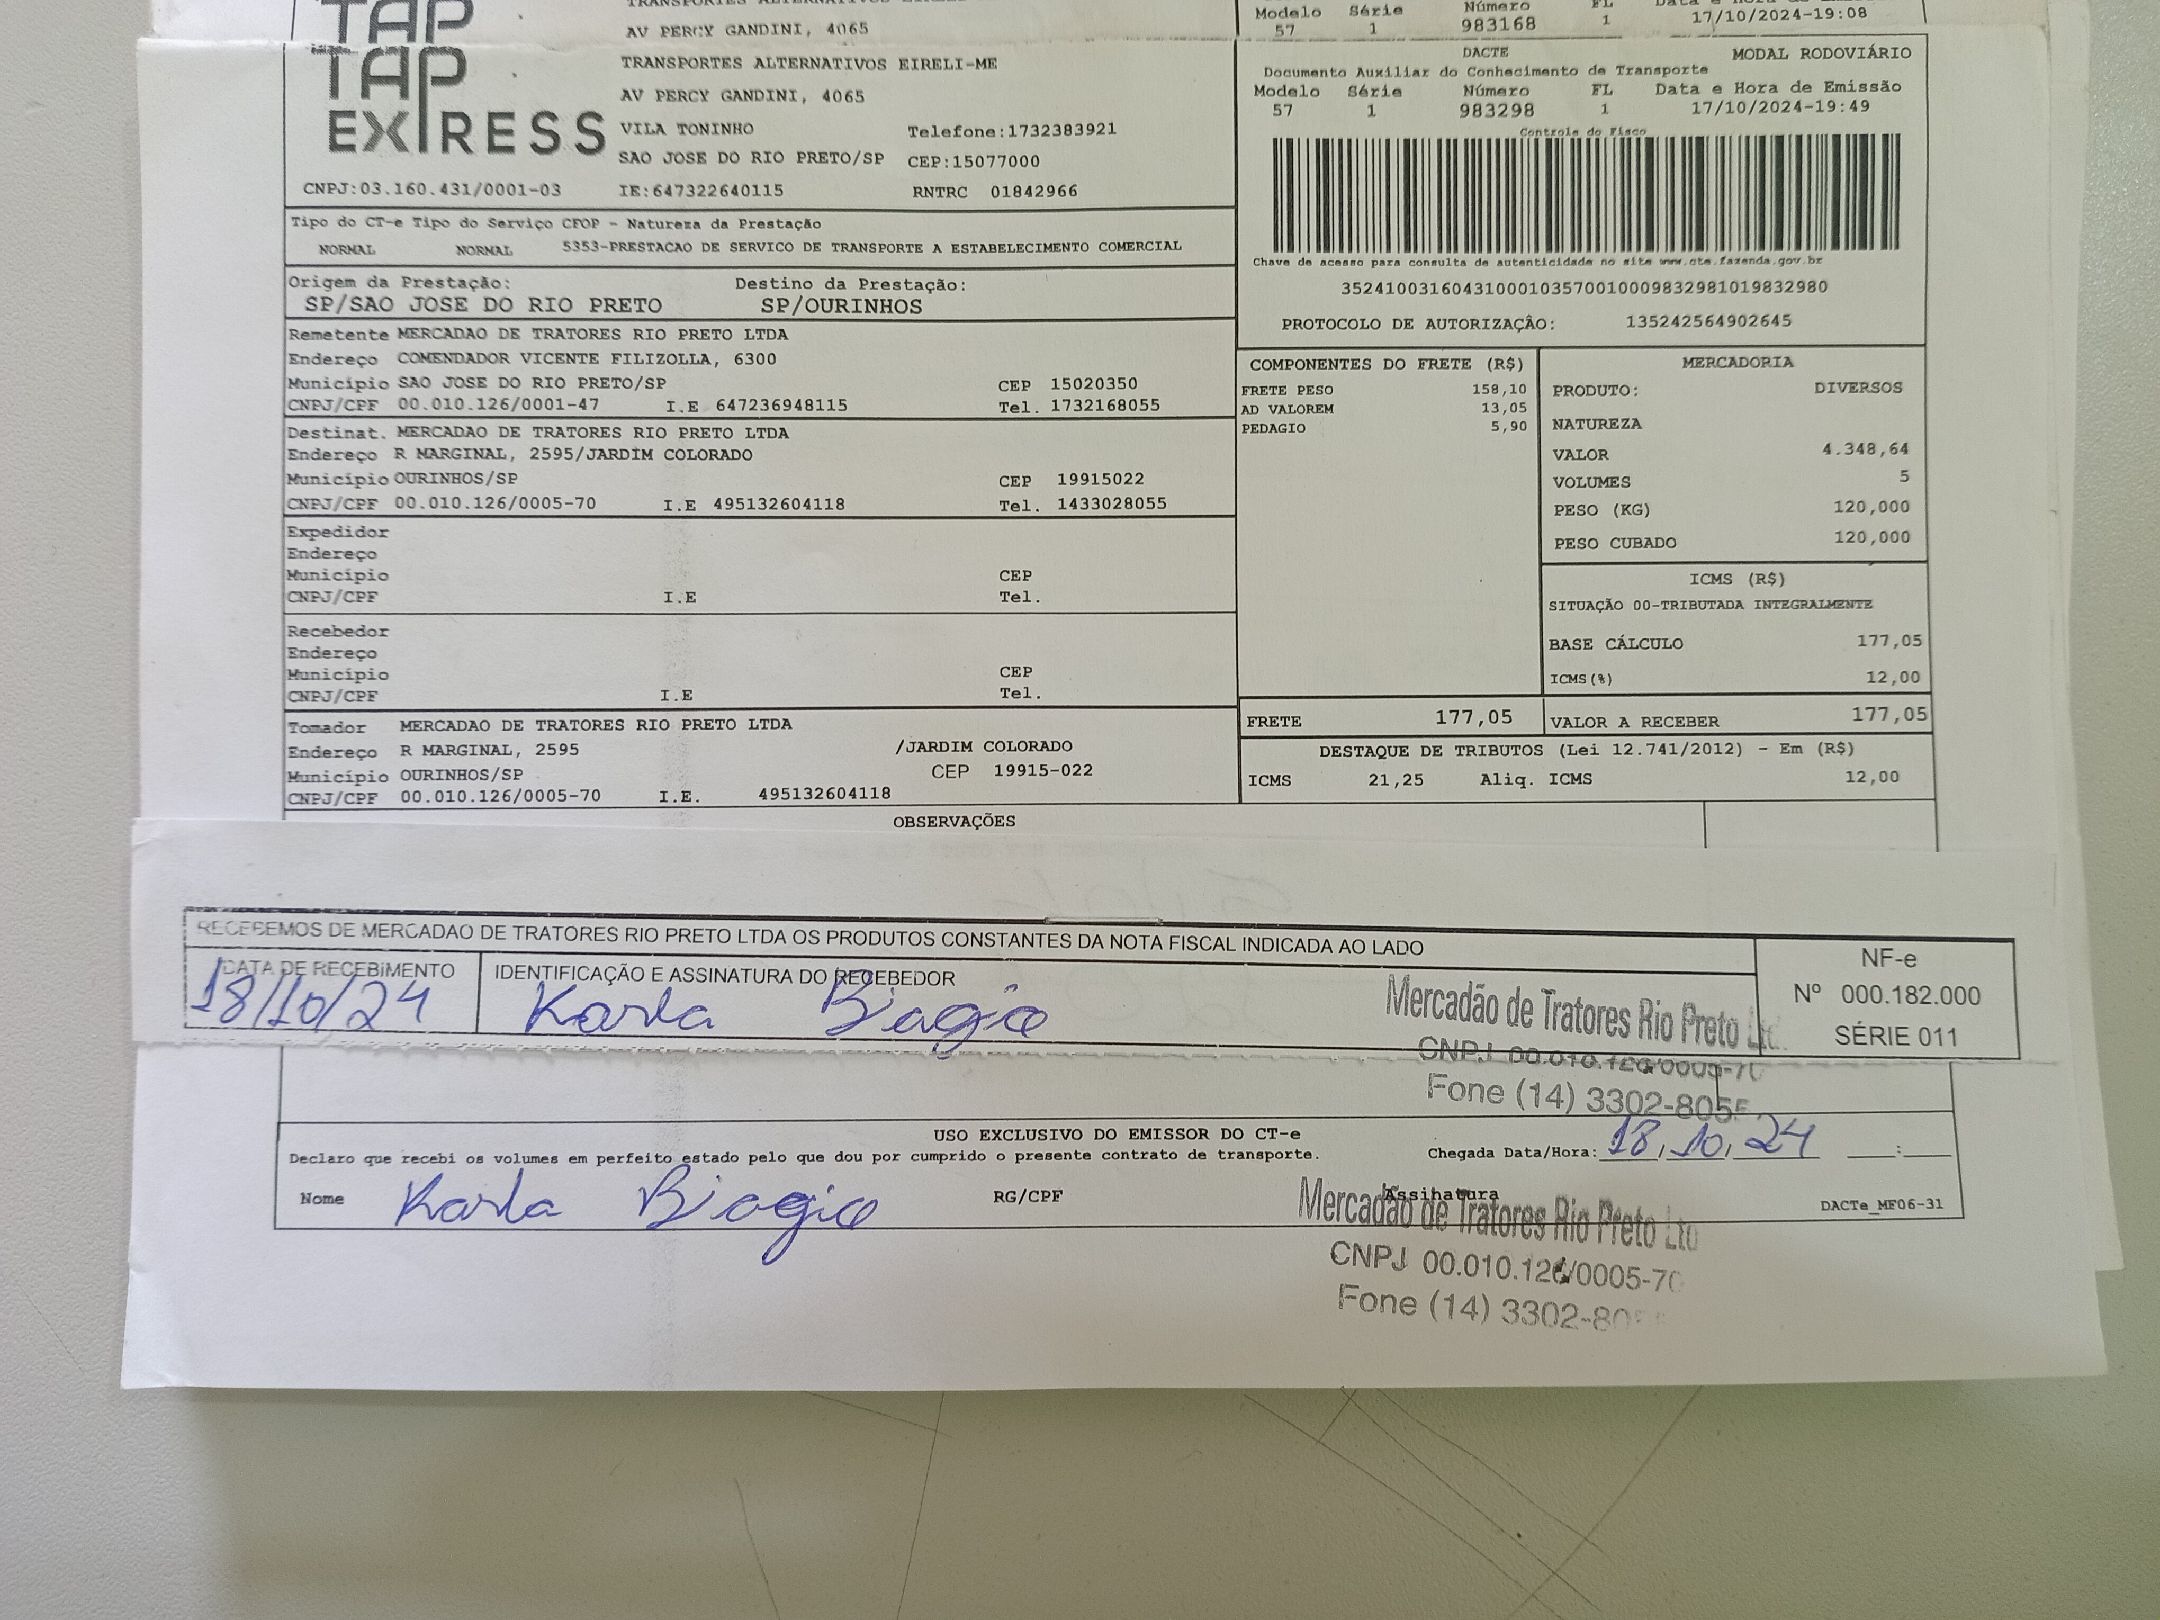 TAP
AV PERCY GANDINI, 4065
Modelo Série Número FL
57 1 983168 1 17/10/2024-19:08
TAP EXPRESS
TRANSPORTES ALTERNATIVOS EIRELI-ME
AV PERCY GANDINI, 4065
VILA TONINHO Telefone:1732383921
SAO JOSE DO RIO PRETO/SP CEP:15077000
CNPJ:03.160.431/0001-03 IE:647322640115 RNTRC 01842966
DACTE MODAL RODOVIÁRIO
Documento Auxiliar do Conhecimento de Transporte
Modelo Série Número FL Data e Hora de Emissão
57 1 983298 1 17/10/2024-19:49
Controle do Fisco
Chave de acesso para consulta de autenticidade no site www.cte.fazenda.gov.br
35241003160431000103570010009832981019832980
PROTOCOLO DE AUTORIZAÇÃO: 135242564902645
Tipo do CT-e Tipo do Serviço CFOP - Natureza da Prestação
NORMAL NORMAL 5353-PRESTACAO DE SERVICO DE TRANSPORTE A ESTABELECIMENTO COMERCIAL
Origem da Prestação: Destino da Prestação:
SP/SAO JOSE DO RIO PRETO SP/OURINHOS
Remetente MERCADAO DE TRATORES RIO PRETO LTDA
Endereço COMENDADOR VICENTE FILIZOLLA, 6300
Município SAO JOSE DO RIO PRETO/SP CEP 15020350
CNPJ/CPF 00.010.126/0001-47 I.E 647236948115 Tel. 1732168055
Destinat. MERCADAO DE TRATORES RIO PRETO LTDA
Endereço R MARGINAL, 2595/JARDIM COLORADO
Município OURINHOS/SP CEP 19915022
CNPJ/CPF 00.010.126/0005-70 I.E 495132604118 Tel. 1433028055
Expedidor
Endereço
Município CEP
CNPJ/CPF I.E Tel.
Recebedor
Endereço
Município CEP
CNPJ/CPF I.E Tel.
Tomador MERCADAO DE TRATORES RIO PRETO LTDA
Endereço R MARGINAL, 2595 /JARDIM COLORADO
Município OURINHOS/SP CEP 19915-022
CNPJ/CPF 00.010.126/0005-70 I.E. 495132604118
COMPONENTES DO FRETE (R$)
FRETE PESO 158,10
AD VALOREM 13,05
PEDAGIO 5,90
MERCADORIA
PRODUTO: DIVERSOS
NATUREZA
VALOR 4.348,64
VOLUMES 5
PESO (KG) 120,000
PESO CUBADO 120,000
ICMS (R$)
SITUAÇÃO 00-TRIBUTADA INTEGRALMENTE
BASE CÁLCULO 177,05
ICMS(%) 12,00
FRETE 177,05 VALOR A RECEBER 177,05
DESTAQUE DE TRIBUTOS (Lei 12.741/2012) - Em (R$)
ICMS 21,25 Aliq. ICMS 12,00
OBSERVAÇÕES
RECEBEMOS DE MERCADAO DE TRATORES RIO PRETO LTDA OS PRODUTOS CONSTANTES DA NOTA FISCAL INDICADA AO LADO
DATA DE RECEBIMENTO IDENTIFICAÇÃO E ASSINATURA DO RECEBEDOR
18/10/24 Karla Biagio
NF-e
Nº 000.182.000
SÉRIE 011
Mercadão de Tratores Rio Preto Lt
CNPJ 00.010.126/0005-70
Fone (14) 3302-8055
USO EXCLUSIVO DO EMISSOR DO CT-e
Declaro que recebi os volumes em perfeito estado pelo que dou por cumprido o presente contrato de transporte.
Chegada Data/Hora: 18/10/24 __:__
Nome Karla Biagio RG/CPF Assinatura DACTe_MF06-31
Mercadão de Tratores Rio Preto Ltd
CNPJ 00.010.126/0005-70
Fone (14) 3302-80